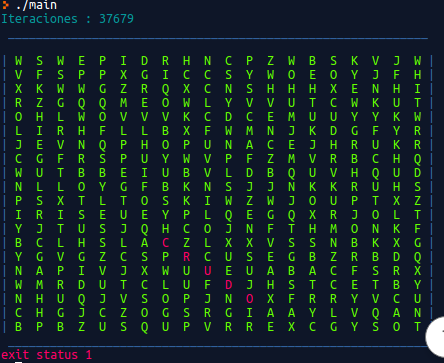 ./main
Iteraciones : 37679
W S W E P I D R H N C P Z W B S K V J W
V F S P P X G I C C S Y W O E O Y J F H
X K W W G Z R Q X C N S H H H X E N H I
R Z G Q Q M E O W L Y V V U T C W K U T
O H L W O V V V K C D C E M U U Y Y K W
L I R H F L L B X F W M N J K D G F Y R
J E V N Q P H O P U N A C E J H R U K R
C G F R S P U Y W V P F Z M V R B C H Q
W U T B B E I U B V L D B Q U V H Q U D
N L L O Y G F B K N S J J N K K R U H S
P S X T L T O S K I W Z W J O U P T X Z
I R I S E U E Y P L Q E G Q X R J O L T
Y J T U S J Q H C O J N F T H M O N K F
B C L H S L A C Z L X X V S S N B K X G
Y G V G Z C S P R C U S E G B Z R B D Q
N A P I V J X W U U E U A B A C F S R X
W M R D U T C L U F D J H S T C E T B Y
N H U Q J V S O P J N O X F R R Y V C U
C H G J C Z O G S R G I A A Y L V Q A N
B P B Z U S Q U P V R R E X C G Y S O T
exit status 1